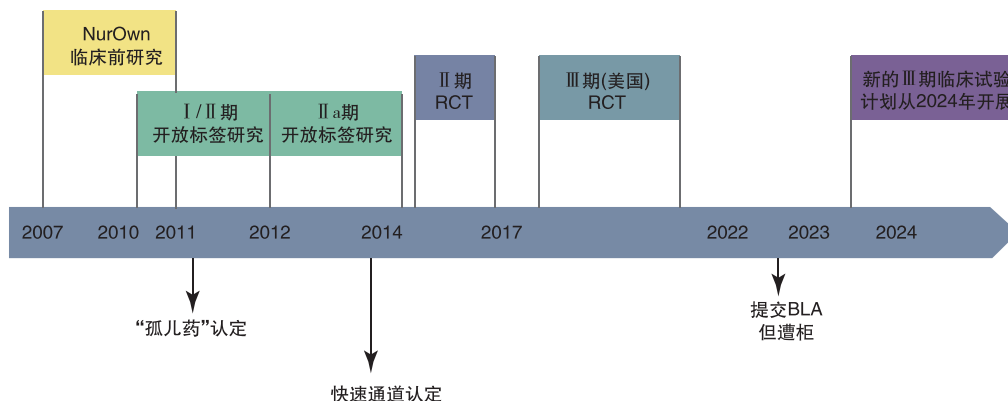 NurOwn
临床前研究
Ⅰ/Ⅱ期
开放标签研究
Ⅱa期
开放标签研究
Ⅱ期
RCT
Ⅲ期(美国)
RCT
新的Ⅲ期临床试验
计划从2024年开展
2007 2010 2011 2012 2014 2017 2022 2023 2024
“孤儿药”认定
快速通道认定
提交BLA
但遭柜